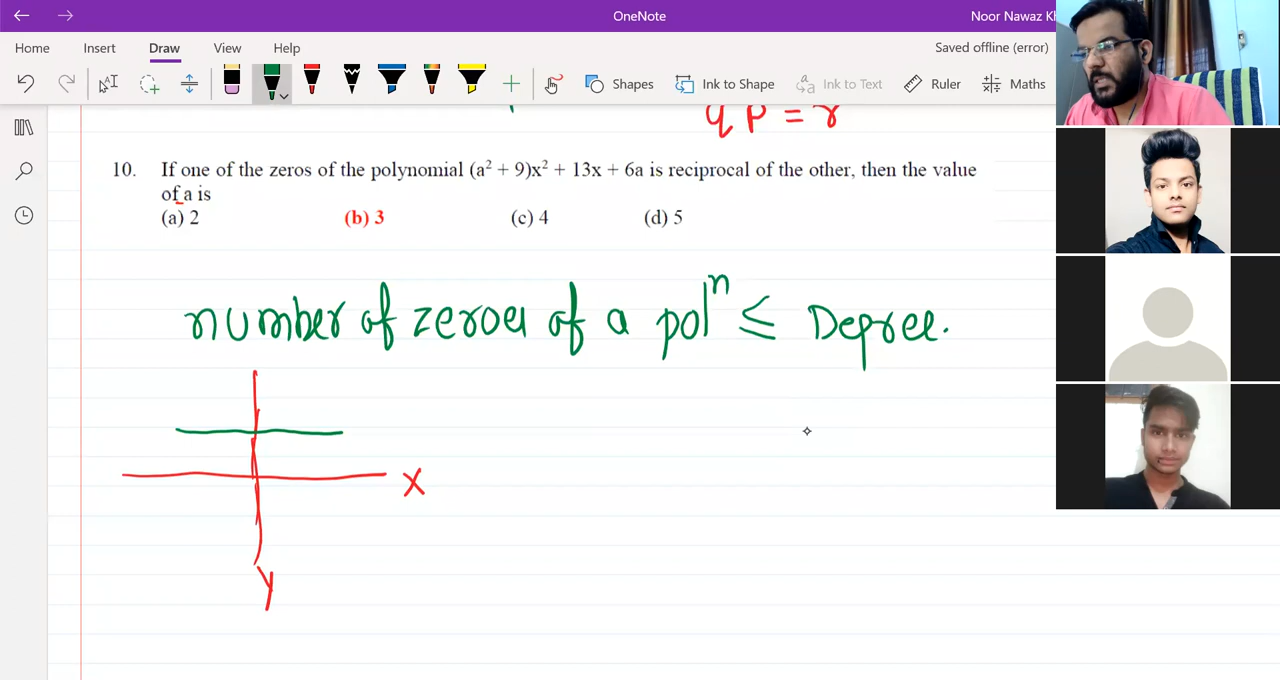 OneNote
Noor Nawaz Kh
Home Insert Draw View Help
Saved offline (error)
Shapes Ink to Shape Ink to Text Ruler Maths
q p = r
10. If one of the zeros of the polynomial (a² + 9)x² + 13x + 6a is reciprocal of the other, then the value
of a is
(a) 2 (b) 3 (c) 4 (d) 5
number of zeroes of a polⁿ ≤ Degree.
X
Y